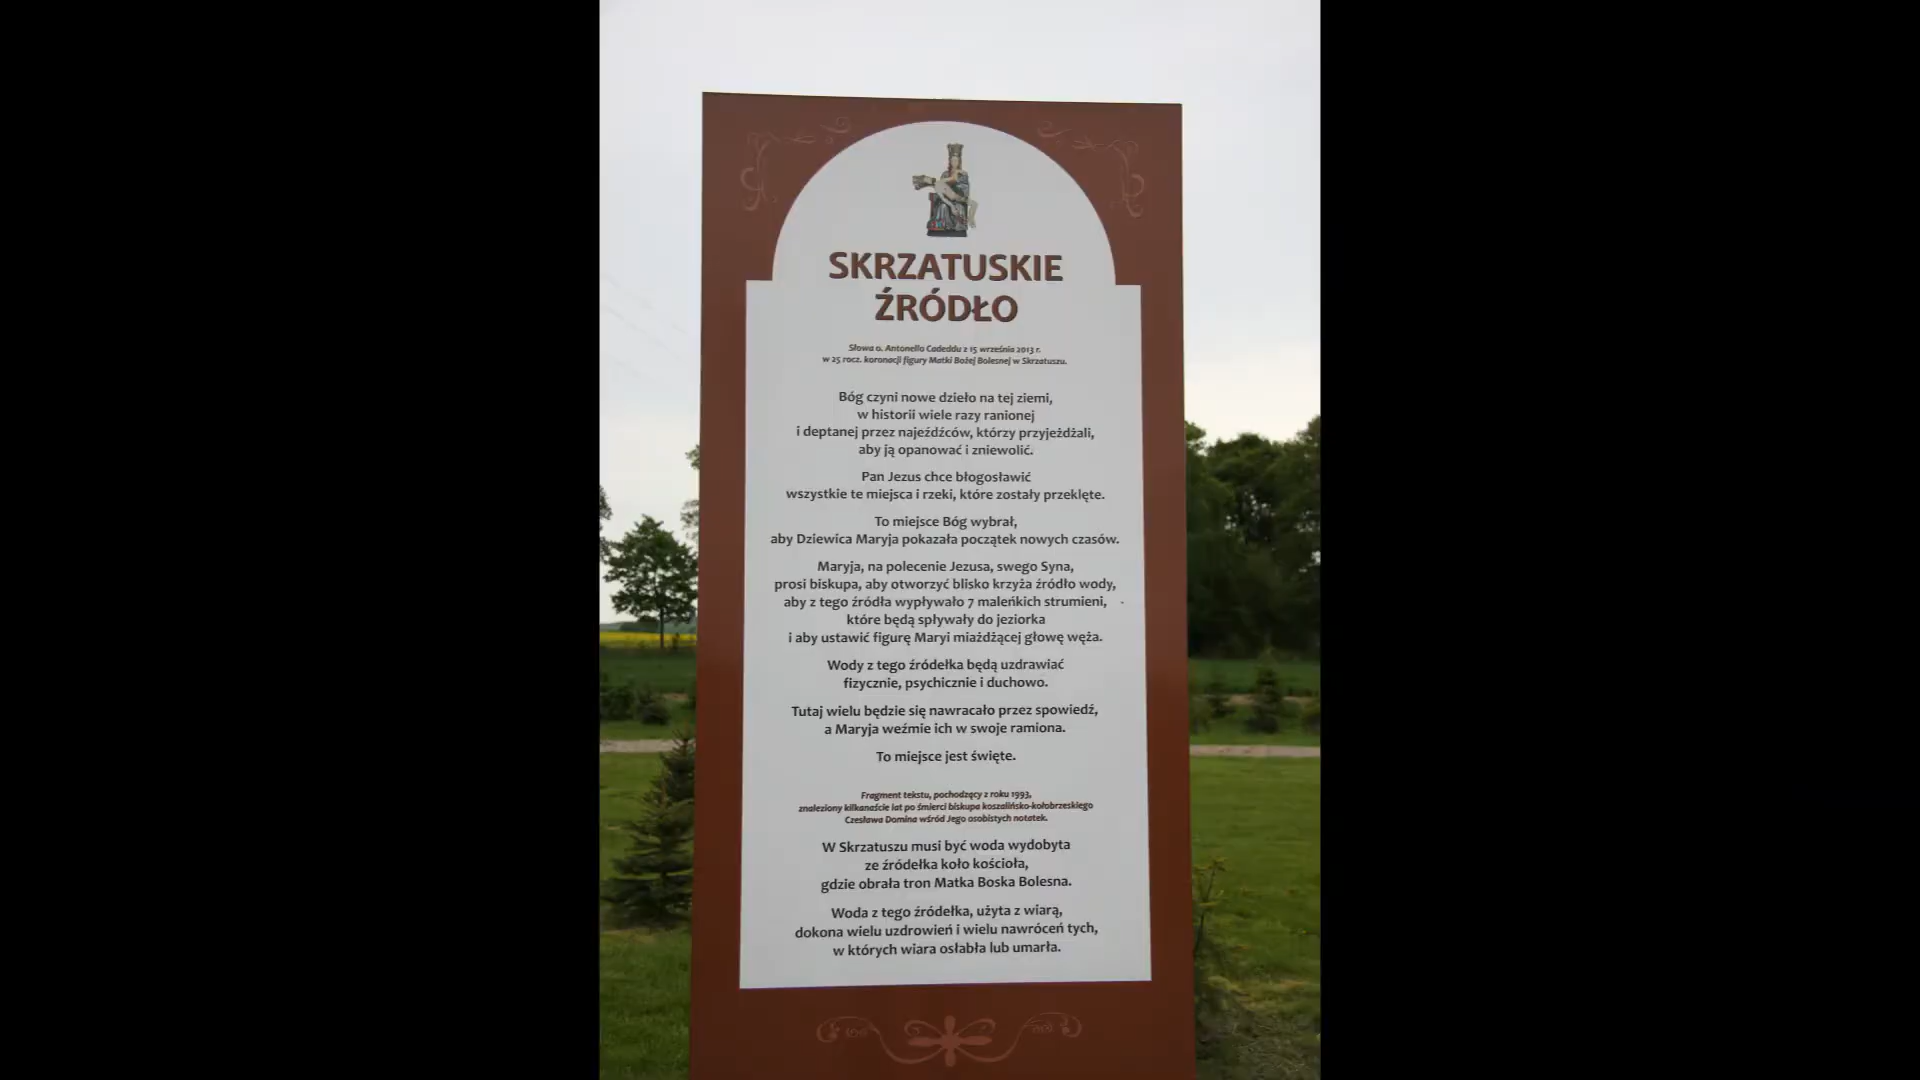 SKRZATUSKIE
ŹRÓDŁO
Słowa o. Antonello Cadeddu z 15 września 2013 r.
w 25 rocz. koronacji figury Matki Bożej Bolesnej w Skrzatuszu.
Bóg czyni nowe dzieło na tej ziemi,
w historii wiele razy ranionej
i deptanej przez najeźdźców, którzy przyjeżdżali,
aby ją opanować i zniewolić.
Pan Jezus chce błogosławić
wszystkie te miejsca i rzeki, które zostały przeklęte.
To miejsce Bóg wybrał,
aby Dziewica Maryja pokazała początek nowych czasów.
Maryja, na polecenie Jezusa, swego Syna,
prosi biskupa, aby otworzyć blisko krzyża źródło wody,
aby z tego źródła wypływało 7 maleńkich strumieni,
które będą spływały do jeziorka
i aby ustawić figurę Maryi miażdżącej głowę węża.
Wody z tego źródełka będą uzdrawiać
fizycznie, psychicznie i duchowo.
Tutaj wielu będzie się nawracało przez spowiedź,
a Maryja weźmie ich w swoje ramiona.
To miejsce jest święte.
Fragment tekstu, pochodzący z roku 1993,
znaleziony kilkanaście lat po śmierci biskupa koszalińsko-kołobrzeskiego
Czesława Domina wśród Jego osobistych notatek.
W Skrzatuszu musi być woda wydobyta
ze źródełka koło kościoła,
gdzie obrała tron Matka Boska Bolesna.
Woda z tego źródełka, użyta z wiarą,
dokona wielu uzdrowień i wielu nawróceń tych,
w których wiara osłabła lub umarła.